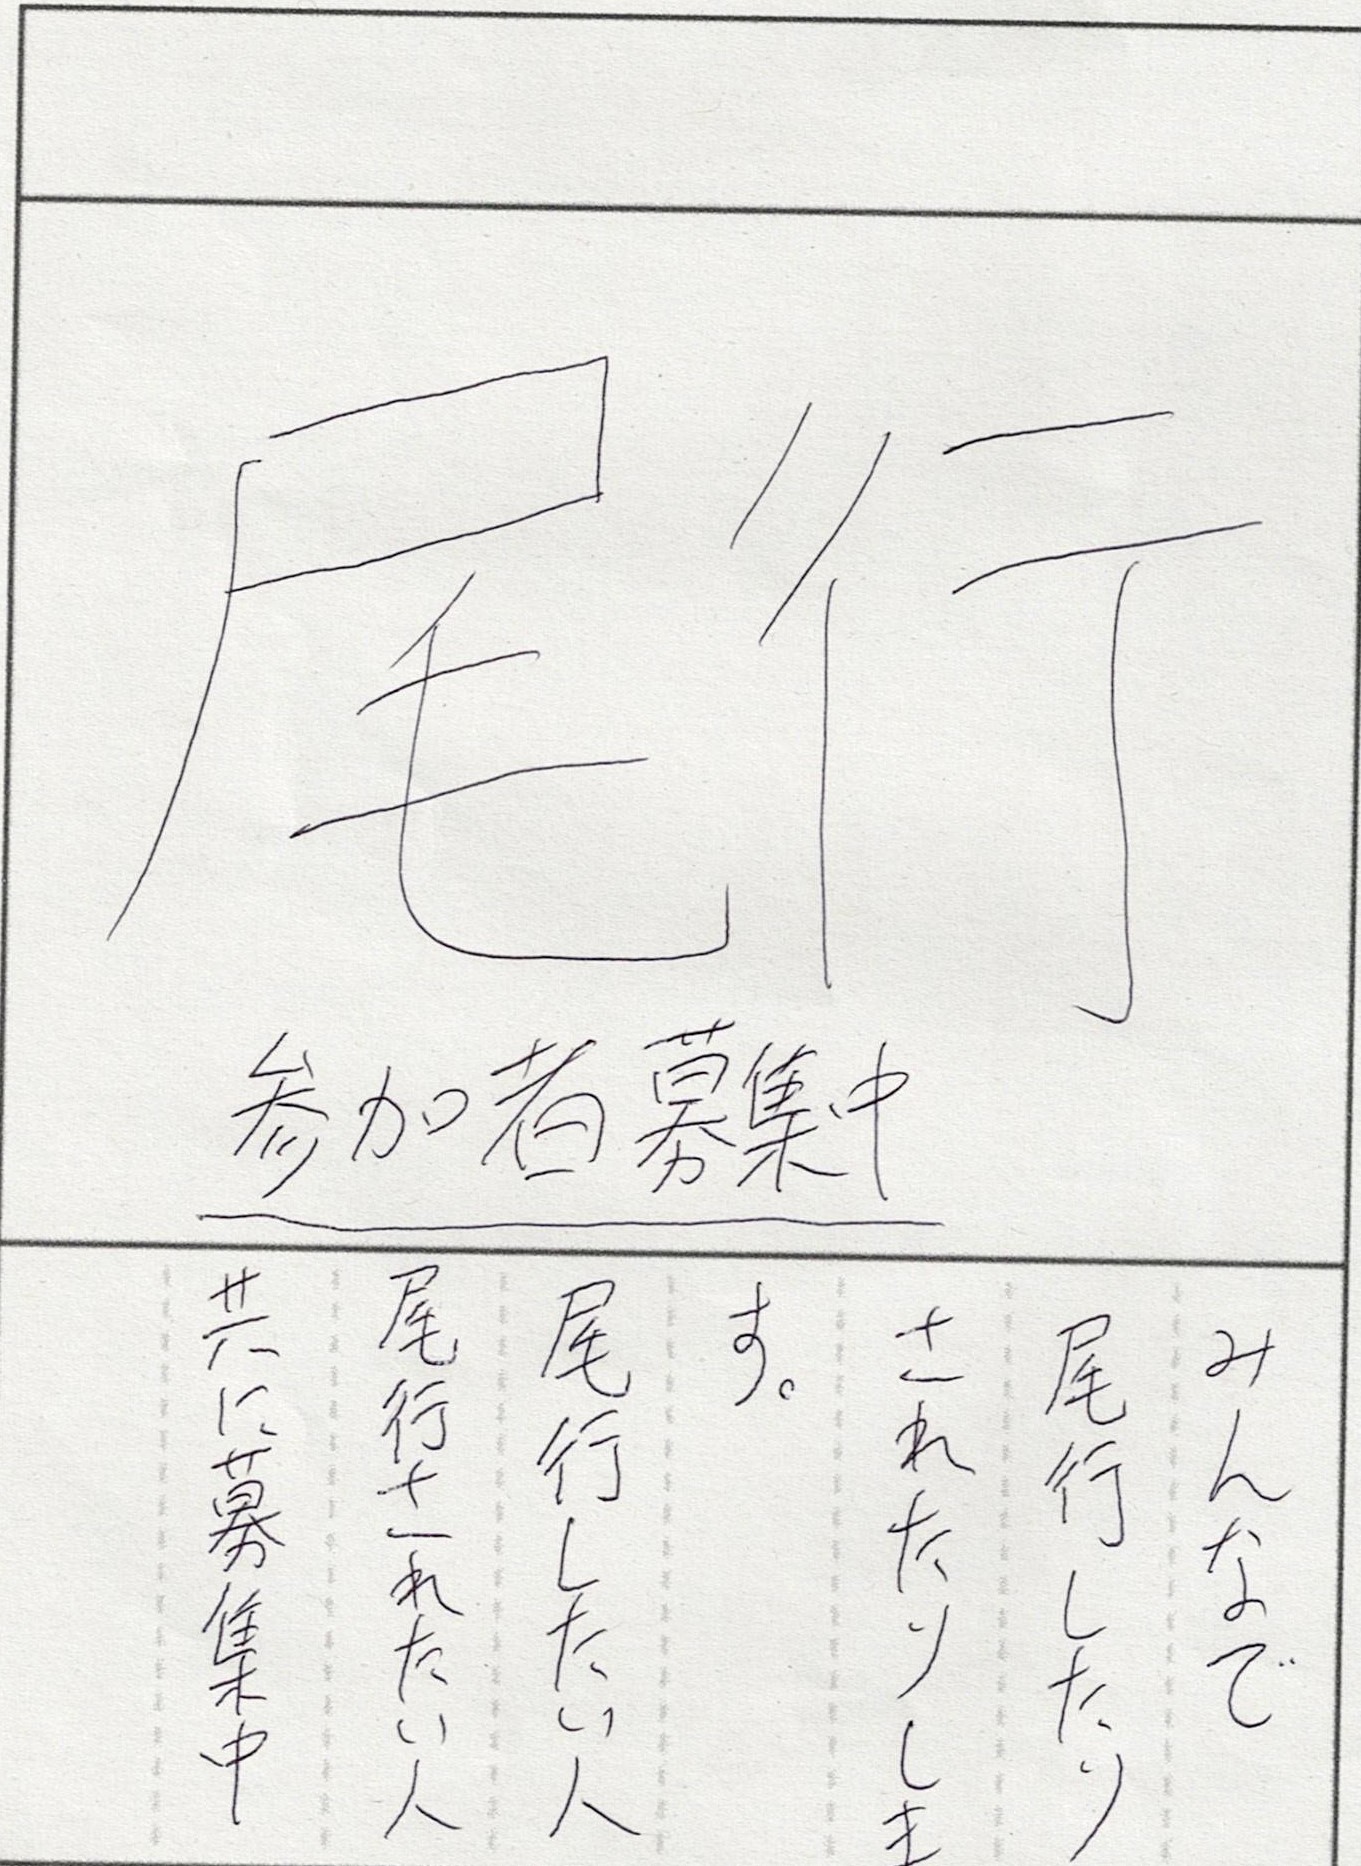 尾行
参加者募集中
みんなで
尾行したり
されたりしま
す。
尾行したい人
尾行されたい人
共に募集中